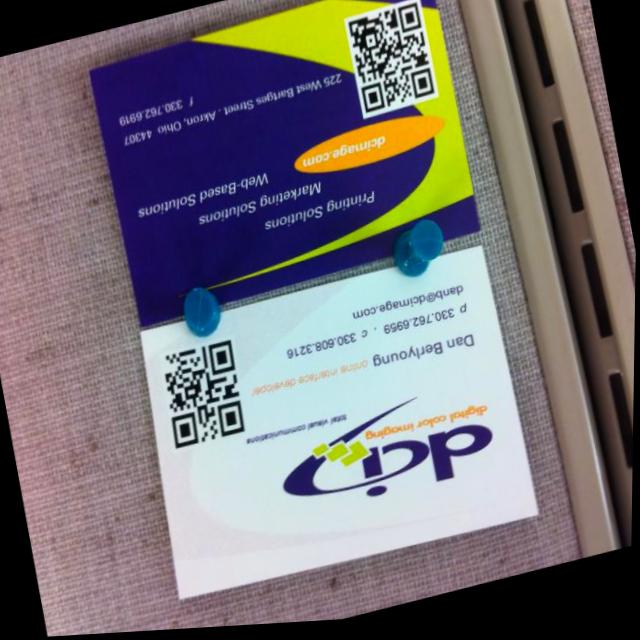 dci
digital color imaging
total visual communications
Dan Berlyoung
online interface developer
p 330.762.6959 . c 330.608.3216
danb@dcimage.com
Printing Solutions
Marketing Solutions
Web-Based Solutions
dcimage.com
225 West Bartges Street . Akron, Ohio 44307
f 330.762.6919